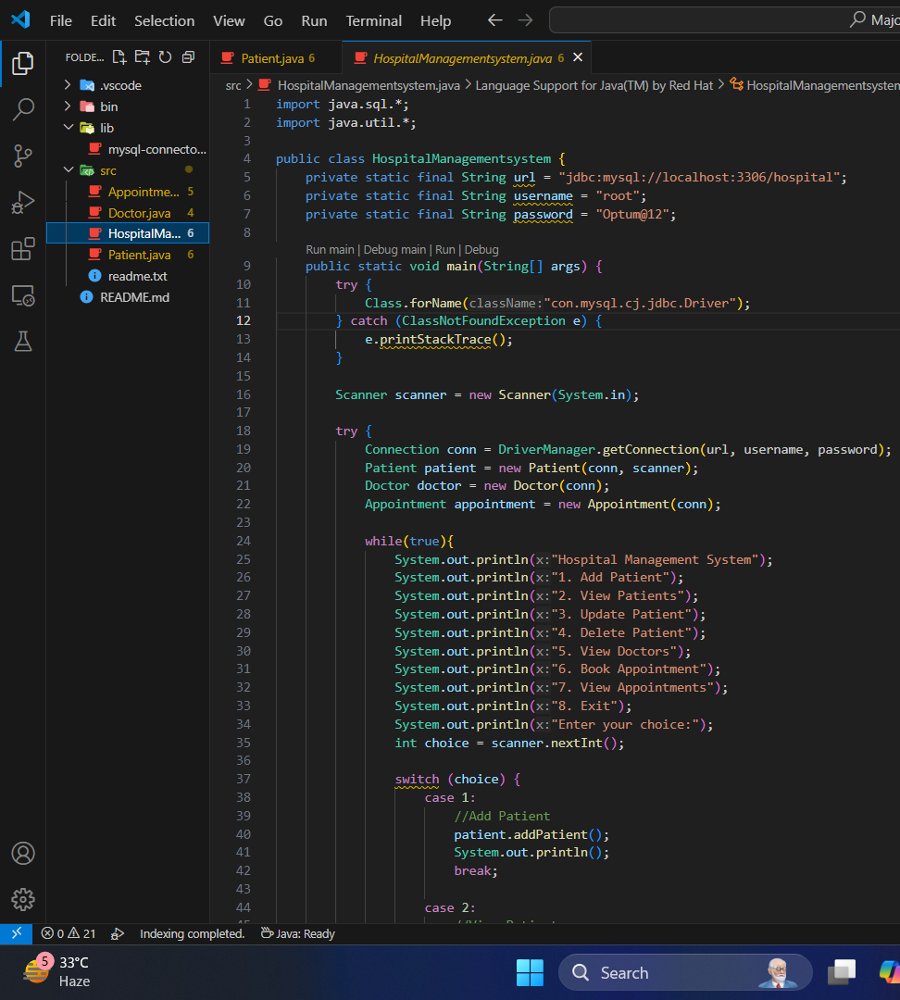 File Edit Selection View Go Run Terminal Help
FOLDE...
Patient.java 6
HospitalManagementsystem.java 6
src > HospitalManagementsystem.java > Language Support for Java(TM) by Red Hat > HospitalManagementsystem
.vscode
bin
lib
mysql-connecto...
src
Appointme... 5
Doctor.java 4
HospitalMa... 6
Patient.java 6
readme.txt
README.md
1 import java.sql.*;
2 import java.util.*;
3
4 public class HospitalManagementsystem {
5 private static final String url = "jdbc:mysql://localhost:3306/hospital";
6 private static final String username = "root";
7 private static final String password = "Optum@12";
8
Run main | Debug main | Run | Debug
9 public static void main(String[] args) {
10 try {
11 Class.forName(className:"con.mysql.cj.jdbc.Driver");
12 } catch (ClassNotFoundException e) {
13 e.printStackTrace();
14 }
15
16 Scanner scanner = new Scanner(System.in);
17
18 try {
19 Connection conn = DriverManager.getConnection(url, username, password);
20 Patient patient = new Patient(conn, scanner);
21 Doctor doctor = new Doctor(conn);
22 Appointment appointment = new Appointment(conn);
23
24 while(true){
25 System.out.println(x:"Hospital Management System");
26 System.out.println(x:"1. Add Patient");
27 System.out.println(x:"2. View Patients");
28 System.out.println(x:"3. Update Patient");
29 System.out.println(x:"4. Delete Patient");
30 System.out.println(x:"5. View Doctors");
31 System.out.println(x:"6. Book Appointment");
32 System.out.println(x:"7. View Appointments");
33 System.out.println(x:"8. Exit");
34 System.out.println(x:"Enter your choice:");
35 int choice = scanner.nextInt();
36
37 switch (choice) {
38 case 1:
39 //Add Patient
40 patient.addPatient();
41 System.out.println();
42 break;
43
44 case 2:
0 21 Indexing completed. Java: Ready
5
33°C
Haze
Search